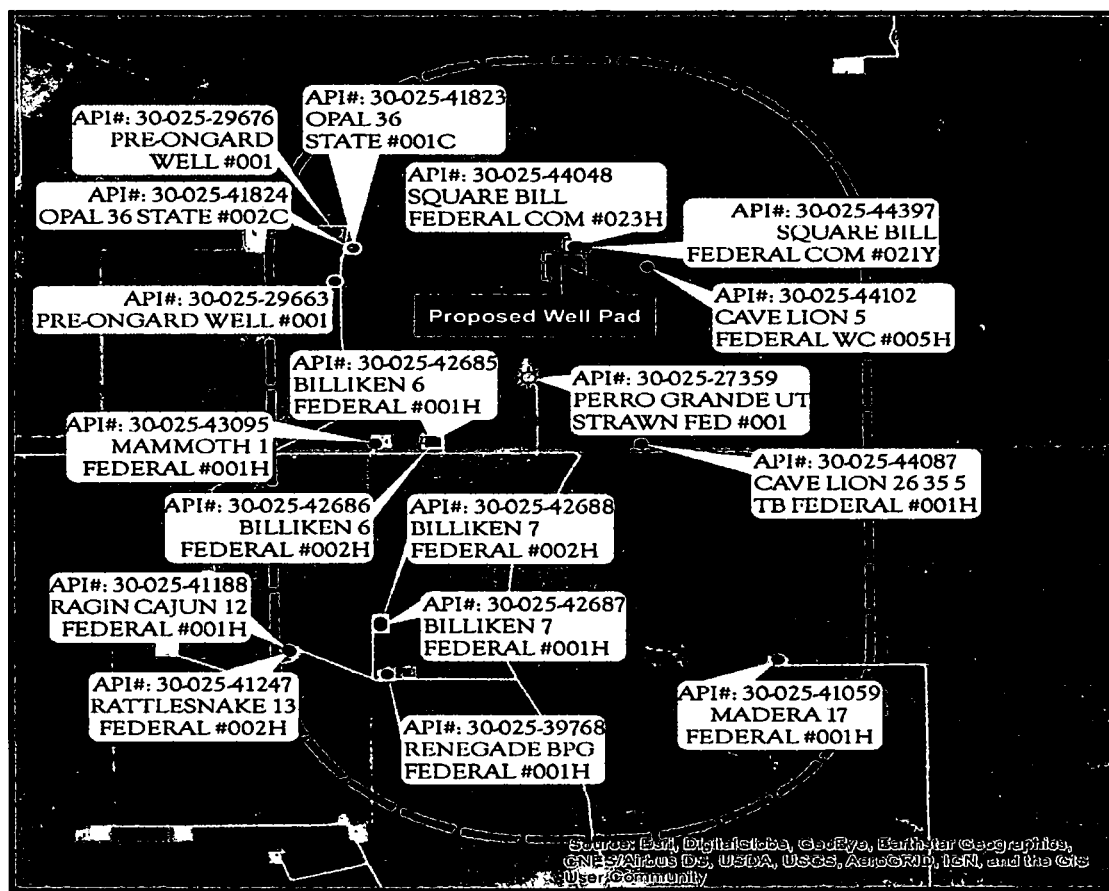 API#: 30-025-41823
OPAL 36
STATE #001C
API#: 30-025-29676
PRE-ONGARD
WELL #001
API#: 30-025-44048
SQUARE BILL
FEDERAL COM #023H
API#: 30-025-41824
OPAL 36 STATE #002C
API#: 30-025-44397
SQUARE BILL
FEDERAL COM #021Y
API#: 30-025-29663
PRE-ONGARD WELL #001
API#: 30-025-44102
CAVE LION 5
FEDERAL WC #005H
Proposed Well Pad
API#: 30-025-42685
BILLIKEN 6
FEDERAL #001H
API#: 30-025-27359
PERRO GRANDE UT
STRAWN FED #001
API#: 30-025-43095
MAMMOTH 1
FEDERAL #001H
API#: 30-025-44087
CAVE LION 26 35 5
TB FEDERAL #001H
API#: 30-025-42686
BILLIKEN 6
FEDERAL #002H
API#: 30-025-42688
BILLIKEN 7
FEDERAL #002H
API#: 30-025-41188
RAGIN CAJUN 12
FEDERAL #001H
API#: 30-025-42687
BILLIKEN 7
FEDERAL #001H
API#: 30-025-41247
RATTLESNAKE 13
FEDERAL #002H
API#: 30-025-41059
MADERA 17
FEDERAL #001H
API#: 30-025-39768
RENEGADE BPG
FEDERAL #001H
Source: Esri, DigitalGlobe, GeoEye, Earthstar Geographics,
CNES/Airbus DS, USDA, USGS, AeroGRID, IGN, and the GIS
User Community